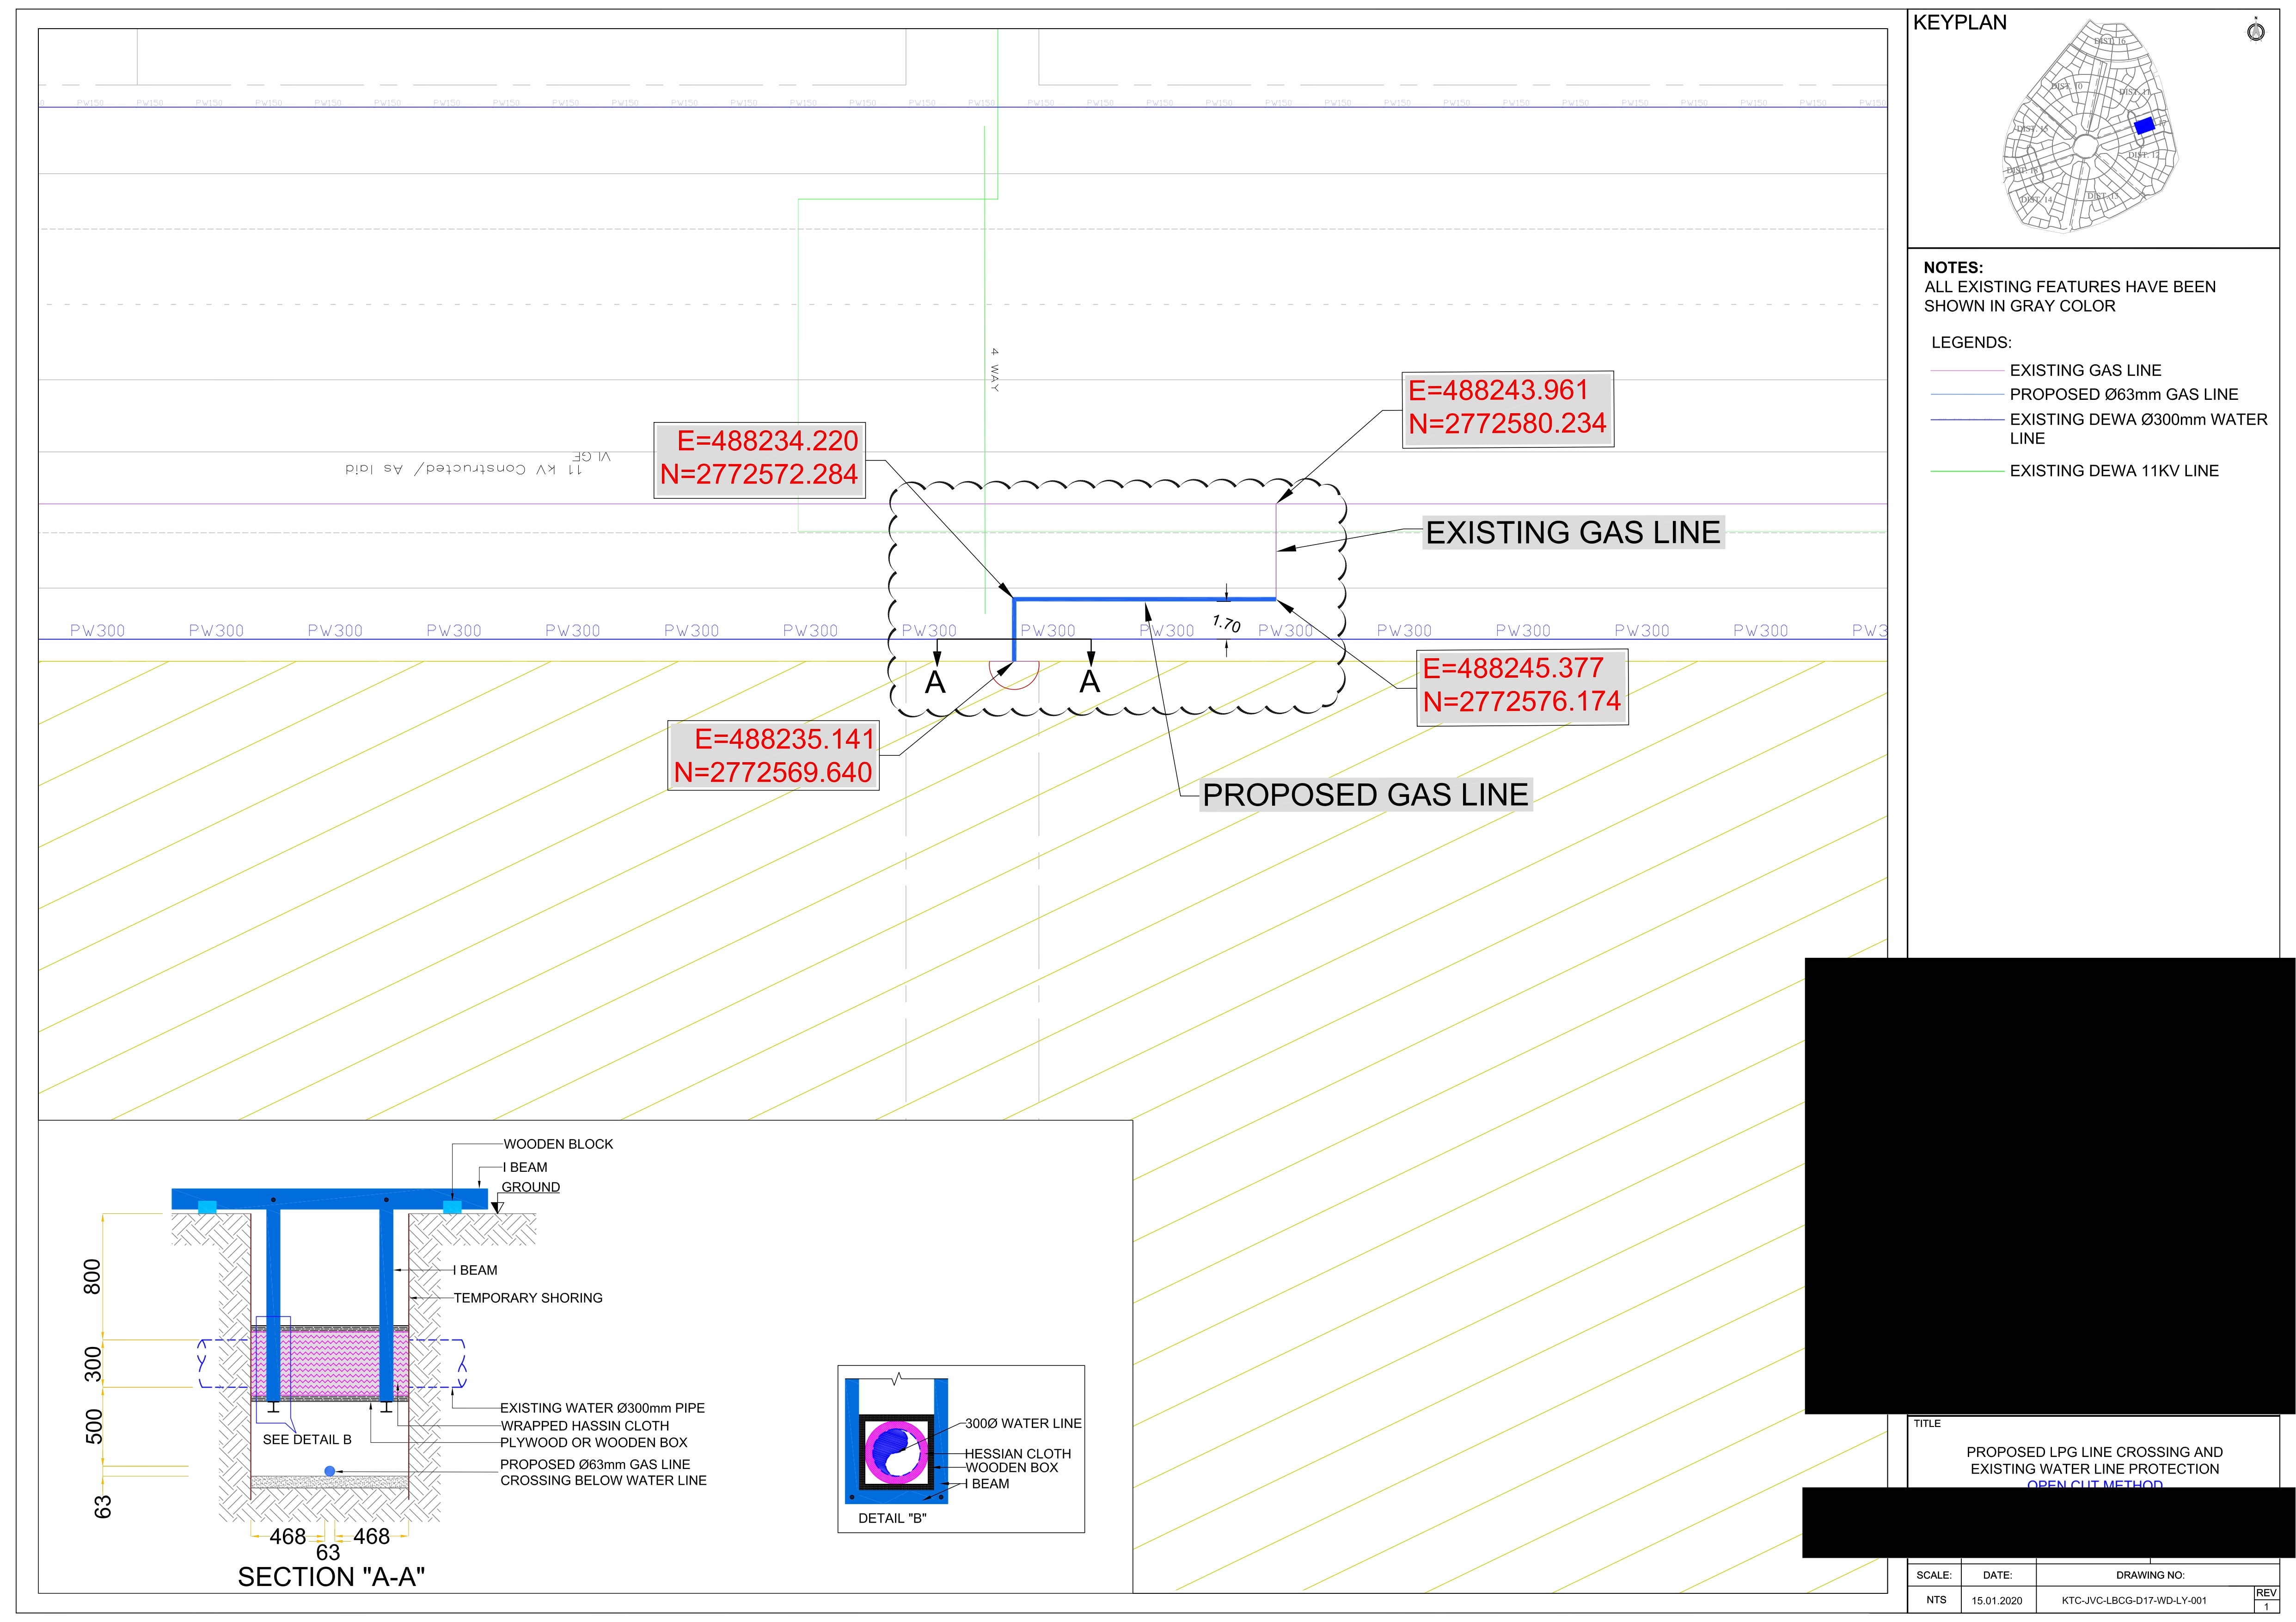 PW150 PW150 PW150 PW150 PW150 PW150 PW150 PW150 PW150 PW150 PW150 PW150 PW150 PW150 PW150 PW150 PW150 PW150 PW150 PW150 PW150 PW150 PW150 PW150 PW150 PW150 PW150 PW150 PW150 PW150 PW150
4 WAY
E=488243.961
N=2772580.234
E=488234.220
N=2772572.284
VLGE
11 kV Constructed/ As laid
EXISTING GAS LINE
PW300 PW300 PW300 PW300 PW300 PW300 PW300 PW300 PW300 PW300 PW300 PW300 PW300 PW300 PW300 PW3
1.70
A A
E=488245.377
N=2772576.174
E=488235.141
N=2772569.640
PROPOSED GAS LINE
WOODEN BLOCK
I BEAM
GROUND
I BEAM
TEMPORARY SHORING
800
300
500
63
EXISTING WATER Ø300mm PIPE
WRAPPED HASSIN CLOTH
PLYWOOD OR WOODEN BOX
SEE DETAIL B
PROPOSED Ø63mm GAS LINE
CROSSING BELOW WATER LINE
468 468
63
SECTION "A-A"
300Ø WATER LINE
HESSIAN CLOTH
WOODEN BOX
I BEAM
DETAIL "B"
KEYPLAN
N
DIST. 16
DIST. 10
DIST. 11
DIST. 15
17
DIST. 12
DIST. 18
DIST. 14
DIST. 13
NOTES:
ALL EXISTING FEATURES HAVE BEEN
SHOWN IN GRAY COLOR
LEGENDS:
EXISTING GAS LINE
PROPOSED Ø63mm GAS LINE
EXISTING DEWA Ø300mm WATER
LINE
EXISTING DEWA 11KV LINE
TITLE
PROPOSED LPG LINE CROSSING AND
EXISTING WATER LINE PROTECTION
OPEN CUT METHOD
SCALE: DATE: DRAWING NO:
NTS 15.01.2020 KTC-JVC-LBCG-D17-WD-LY-001
REV
1